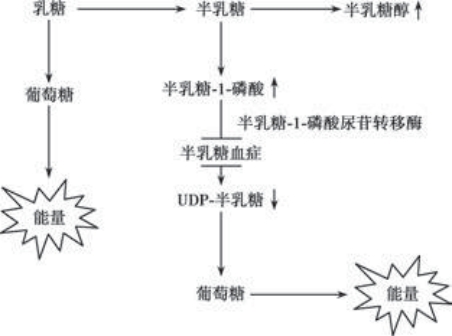 乳糖 半乳糖 半乳糖醇↑
半乳糖-1-磷酸↑
葡萄糖
半乳糖-1-磷酸尿苷转移酶
半乳糖血症
UDP-半乳糖↓
能量
葡萄糖 能量